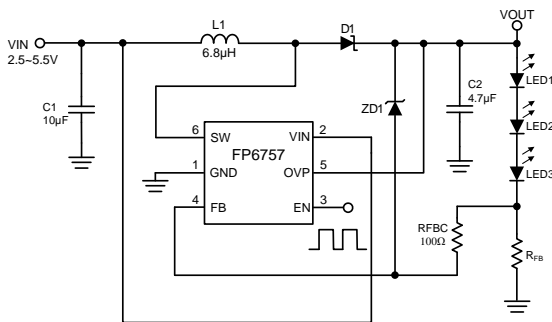 VOUT
L1
D1
VIN
2.5~5.5V
6.8µH
C1
10µF
ZD1
C2
4.7µF
LED1
LED2
LED3
6 SW VIN 2
FP6757
1 GND OVP 5
4 FB EN 3
RFBC
100Ω
RFB